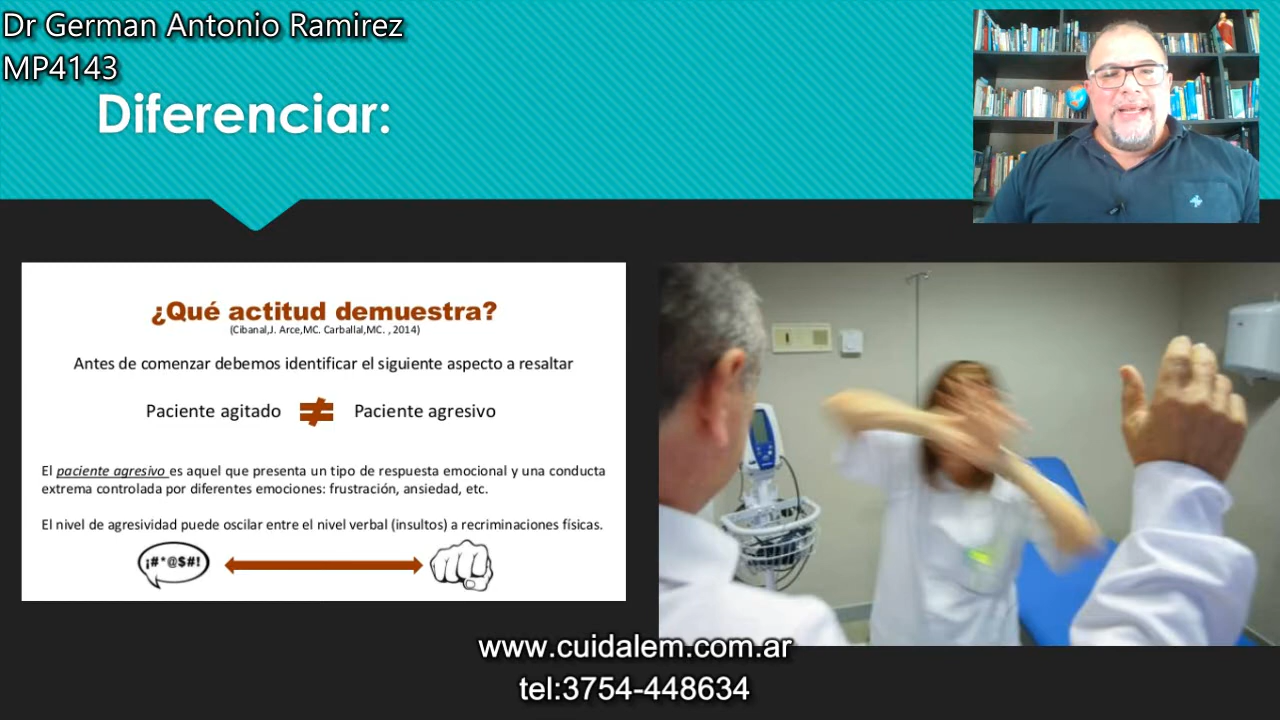 Dr German Antonio Ramirez
MP4143
Diferenciar:
¿Qué actitud demuestra?
(Cibanal,J. Arce,MC. Carballal,MC. , 2014)
Antes de comenzar debemos identificar el siguiente aspecto a resaltar
Paciente agitado ≠ Paciente agresivo
El paciente agresivo es aquel que presenta un tipo de respuesta emocional y una conducta
extrema controlada por diferentes emociones: frustración, ansiedad, etc.
El nivel de agresividad puede oscilar entre el nivel verbal (insultos) a recriminaciones físicas.
¡#*@$#!
www.cuidalem.com.ar
tel:3754-448634